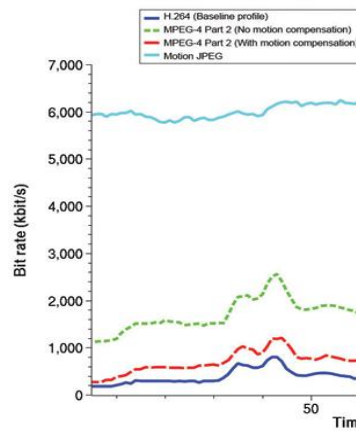 H.264 (Baseline profile)
MPEG-4 Part 2 (No motion compensation)
MPEG-4 Part 2 (With motion compensation)
Motion JPEG
7,000
6,000
5,000
4,000
3,000
2,000
1,000
0
Bit rate (kbit/s)
50
Tim